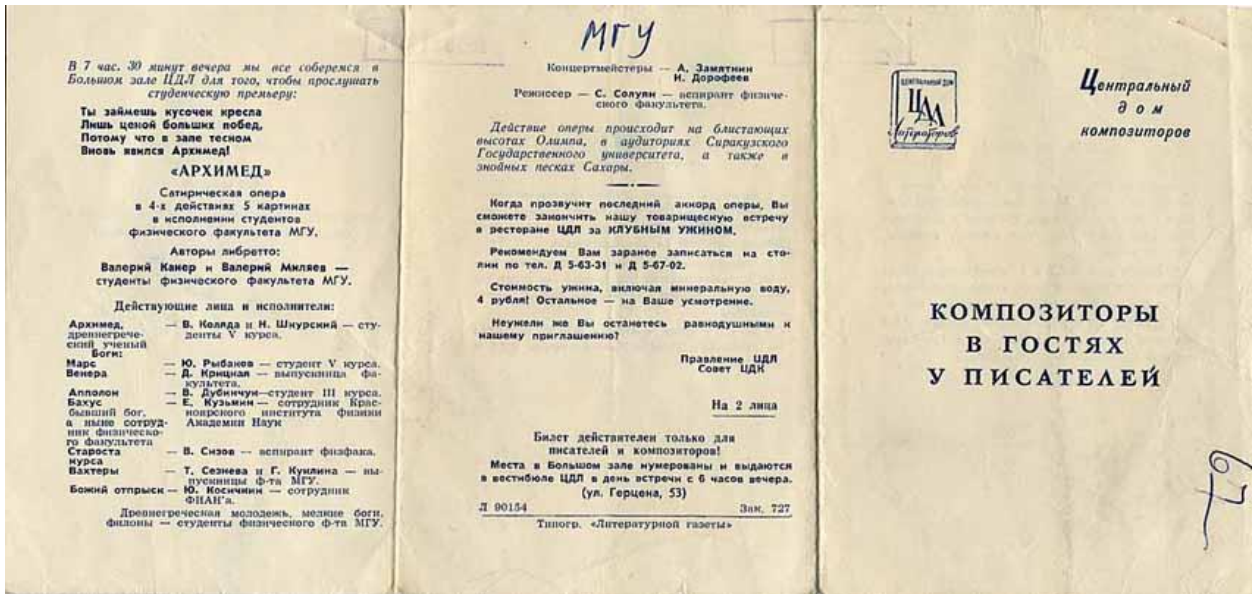 В 7 час. 30 минут вечера мы все соберемся в
Большом зале ЦДЛ для того, чтобы прослушать
студенческую премьеру:
Ты займешь кусочек кресла
Лишь ценой больших побед,
Потому что в зале тесном
Вновь явился Архимед!
«АРХИМЕД»
Сатирическая опера
в 4-х действиях 5 картинах
в исполнении студентов
физического факультета МГУ.
Авторы либретто:
Валерий Канер и Валерий Миляев —
студенты физического факультета МГУ.
Действующие лица и исполнители:
Архимед, — В. Коляда и Н. Шкурский — сту-
древнегрече- денты V курса.
ский ученый
Боги:
Марс — Ю. Рыбаков — студент V курса.
Венера — Д. Крицкая — выпускница фа-
культета.
Апполон — В. Дубинчук—студент III курса.
Бахус — Е. Кузьмин — сотрудник Крас-
бывший бог, ноярского института физики
а ныне сотруд- Академии Наук
ник физическо-
го факультета
Староста — В. Сизов — аспирант физфака.
курса
Вахтеры — Т. Сезнева и Г. Куклина — вы-
пускницы ф-та МГУ.
Божий отпрыск — Ю. Косичкин — сотрудник
ФИАН'а.
Древнегреческая молодежь, мелкие боги,
филоны — студенты физического ф-та МГУ.
МГУ
Концертмейстеры — А. Замятнин
Н. Дорофеев
Режиссер — С. Солуян — аспирант физиче-
ского факультета.
Действие оперы происходит на блистающих
высотах Олимпа, в аудиториях Сиракузского
Государственного университета, а также в
знойных песках Сахары.
Когда прозвучит последний аккорд оперы, Вы
сможете закончить нашу товарищескую встречу
в ресторане ЦДЛ за КЛУБНЫМ УЖИНОМ.
Рекомендуем Вам заранее записаться на сто-
лик по тел. Д 5-63-31 и Д 5-67-02.
Стоимость ужина, включая минеральную воду,
4 рубля! Остальное — на Ваше усмотрение.
Неужели же Вы останетесь равнодушными к
нашему приглашению?
Правление ЦДЛ
Совет ЦДК
На 2 лица
Билет действителен только для
писателей и композиторов!
Места в Большом зале нумерованы и выдаются
в вестибюле ЦДЛ в день встречи с 6 часов вечера.
(ул. Герцена, 53)
Л 90154 Зак. 727
Типогр. «Литературной газеты»
ЦЕНТРАЛЬНЫЙ ДОМ
ЦДЛ
Литераторов
Центральный
дом
композиторов
КОМПОЗИТОРЫ
В ГОСТЯХ
У ПИСАТЕЛЕЙ